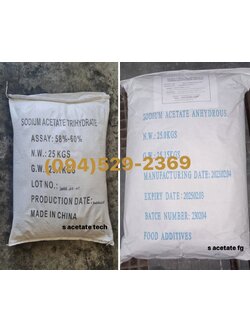 SODIUM ACETATE TRIHYDRATE
ASSAY: 58%-60%
N.W.: 25 KGS
G.W.: 25.1KGS
LOT NO.:
PRODUCTION DATE:
MADE IN CHINA
s acetate tech
SODIUM ACETATE ANHYDROUS
N.W.: 25.0KGS
MANUFACTURING DATE: 20230204
EXPIRY DATE: 20250203
BATCH NUMBER: 230204
FOOD ADDITIVES
s acetate fg
(094)529-2369